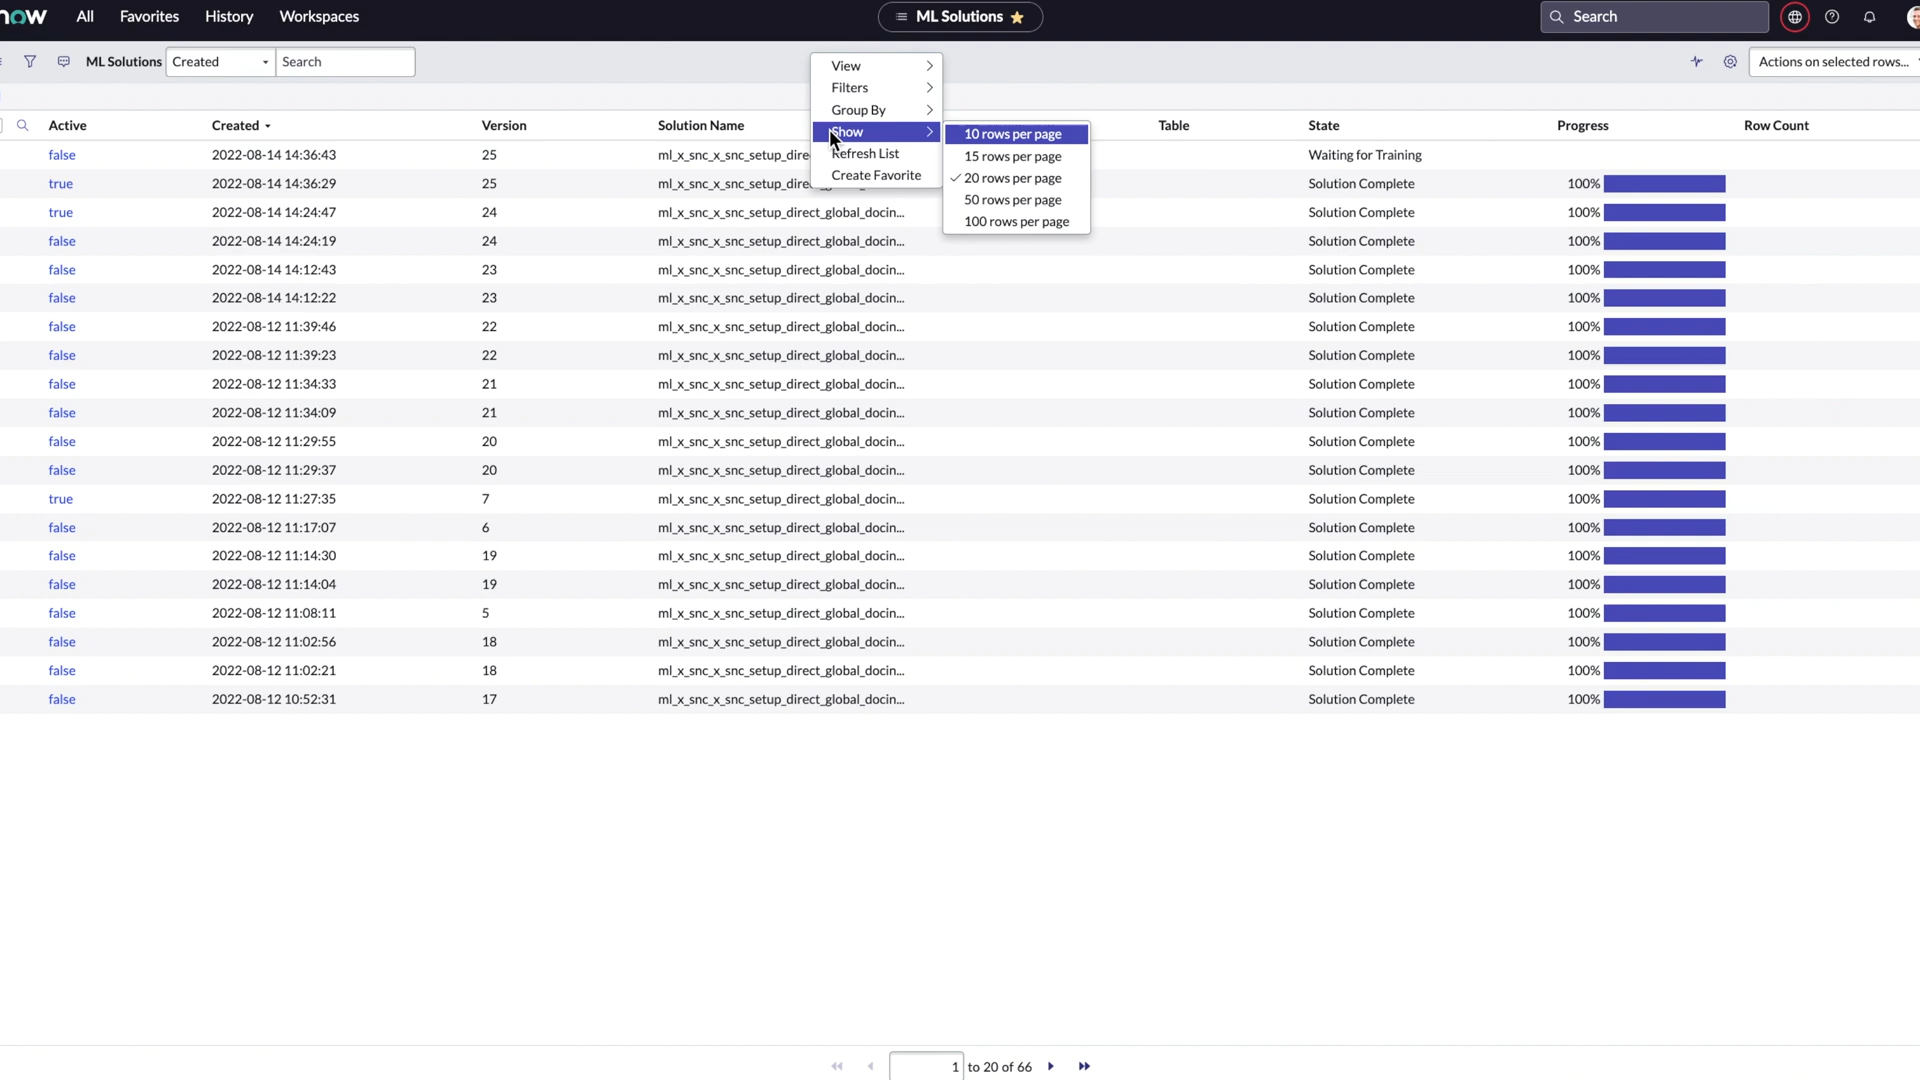 now All Favorites History Workspaces ML Solutions Search
ML Solutions Created Search Actions on selected rows...
View
Filters
Group By
Show
Refresh List
Create Favorite
10 rows per page
15 rows per page
20 rows per page
50 rows per page
100 rows per page
Active Created Version Solution Name Table State Progress Row Count
false 2022-08-14 14:36:43 25 ml_x_snc_x_snc_setup_dire Waiting for Training
true 2022-08-14 14:36:29 25 ml_x_snc_x_snc_setup_direct_global_docin... Solution Complete 100%
true 2022-08-14 14:24:47 24 ml_x_snc_x_snc_setup_direct_global_docin... Solution Complete 100%
false 2022-08-14 14:24:19 24 ml_x_snc_x_snc_setup_direct_global_docin... Solution Complete 100%
false 2022-08-14 14:12:43 23 ml_x_snc_x_snc_setup_direct_global_docin... Solution Complete 100%
false 2022-08-14 14:12:22 23 ml_x_snc_x_snc_setup_direct_global_docin... Solution Complete 100%
false 2022-08-12 11:39:46 22 ml_x_snc_x_snc_setup_direct_global_docin... Solution Complete 100%
false 2022-08-12 11:39:23 22 ml_x_snc_x_snc_setup_direct_global_docin... Solution Complete 100%
false 2022-08-12 11:34:33 21 ml_x_snc_x_snc_setup_direct_global_docin... Solution Complete 100%
false 2022-08-12 11:34:09 21 ml_x_snc_x_snc_setup_direct_global_docin... Solution Complete 100%
false 2022-08-12 11:29:55 20 ml_x_snc_x_snc_setup_direct_global_docin... Solution Complete 100%
false 2022-08-12 11:29:37 20 ml_x_snc_x_snc_setup_direct_global_docin... Solution Complete 100%
true 2022-08-12 11:27:35 7 ml_x_snc_x_snc_setup_direct_global_docin... Solution Complete 100%
false 2022-08-12 11:17:07 6 ml_x_snc_x_snc_setup_direct_global_docin... Solution Complete 100%
false 2022-08-12 11:14:30 19 ml_x_snc_x_snc_setup_direct_global_docin... Solution Complete 100%
false 2022-08-12 11:14:04 19 ml_x_snc_x_snc_setup_direct_global_docin... Solution Complete 100%
false 2022-08-12 11:08:11 5 ml_x_snc_x_snc_setup_direct_global_docin... Solution Complete 100%
false 2022-08-12 11:02:56 18 ml_x_snc_x_snc_setup_direct_global_docin... Solution Complete 100%
false 2022-08-12 11:02:21 18 ml_x_snc_x_snc_setup_direct_global_docin... Solution Complete 100%
false 2022-08-12 10:52:31 17 ml_x_snc_x_snc_setup_direct_global_docin... Solution Complete 100%
1 to 20 of 66